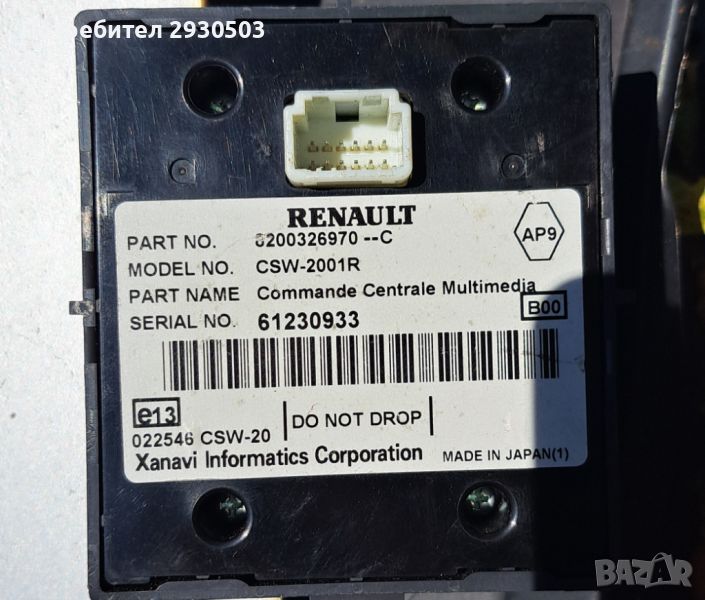 ребител 2930503
RENAULT
PART NO. 8200326970 --C
AP9
MODEL NO. CSW-2001R
PART NAME Commande Centrale Multimedia
SERIAL NO. 61230933
B00
e13
DO NOT DROP
022546 CSW-20
Xanavi Informatics Corporation MADE IN JAPAN(1)
BAZAR